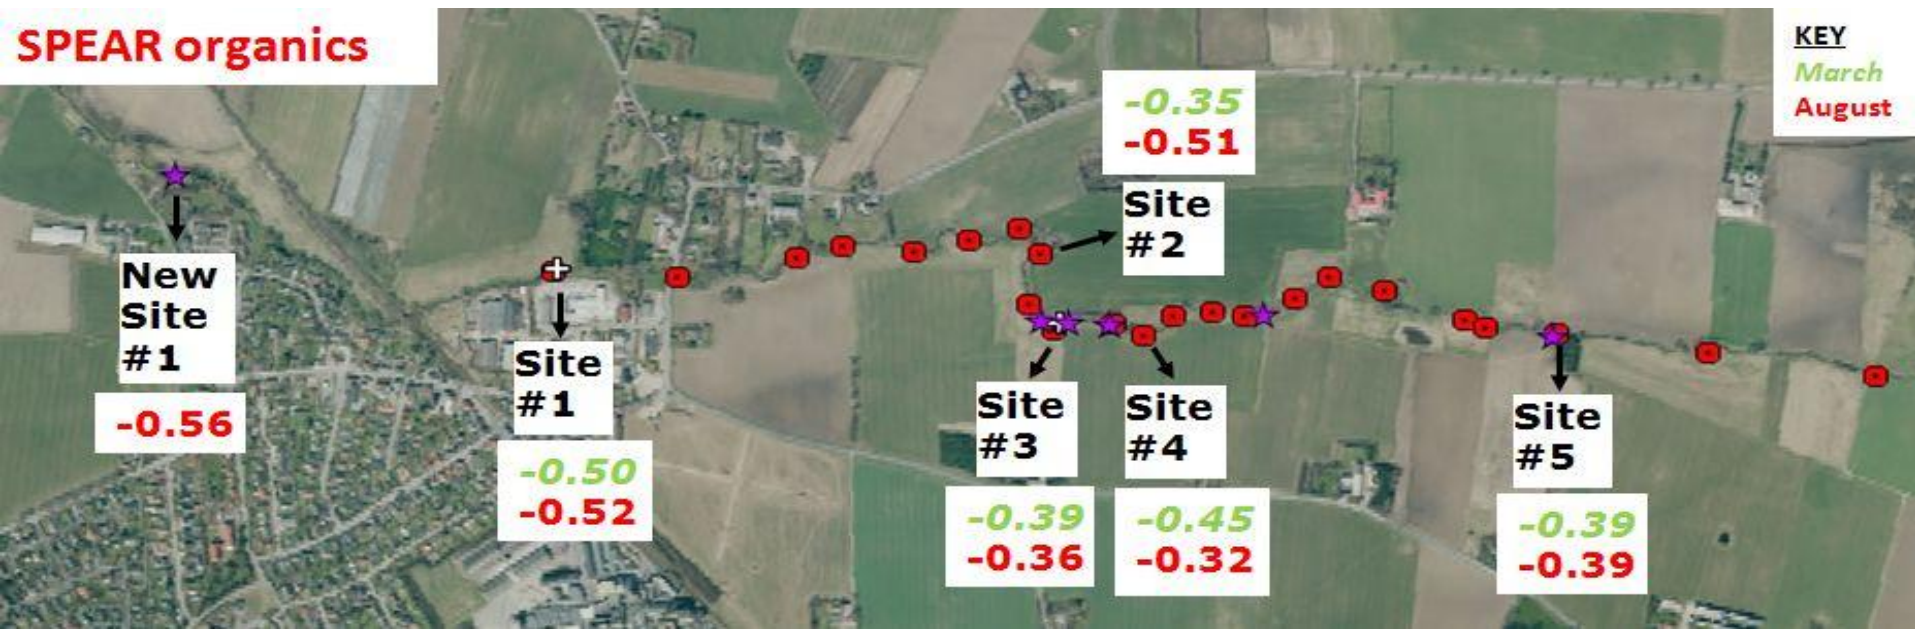 SPEAR organics
KEY
March
August
-0.35
-0.51
Site
#2
New
Site
#1
-0.56
Site
#1
-0.50
-0.52
Site
#3
-0.39
-0.36
Site
#4
-0.45
-0.32
Site
#5
-0.39
-0.39